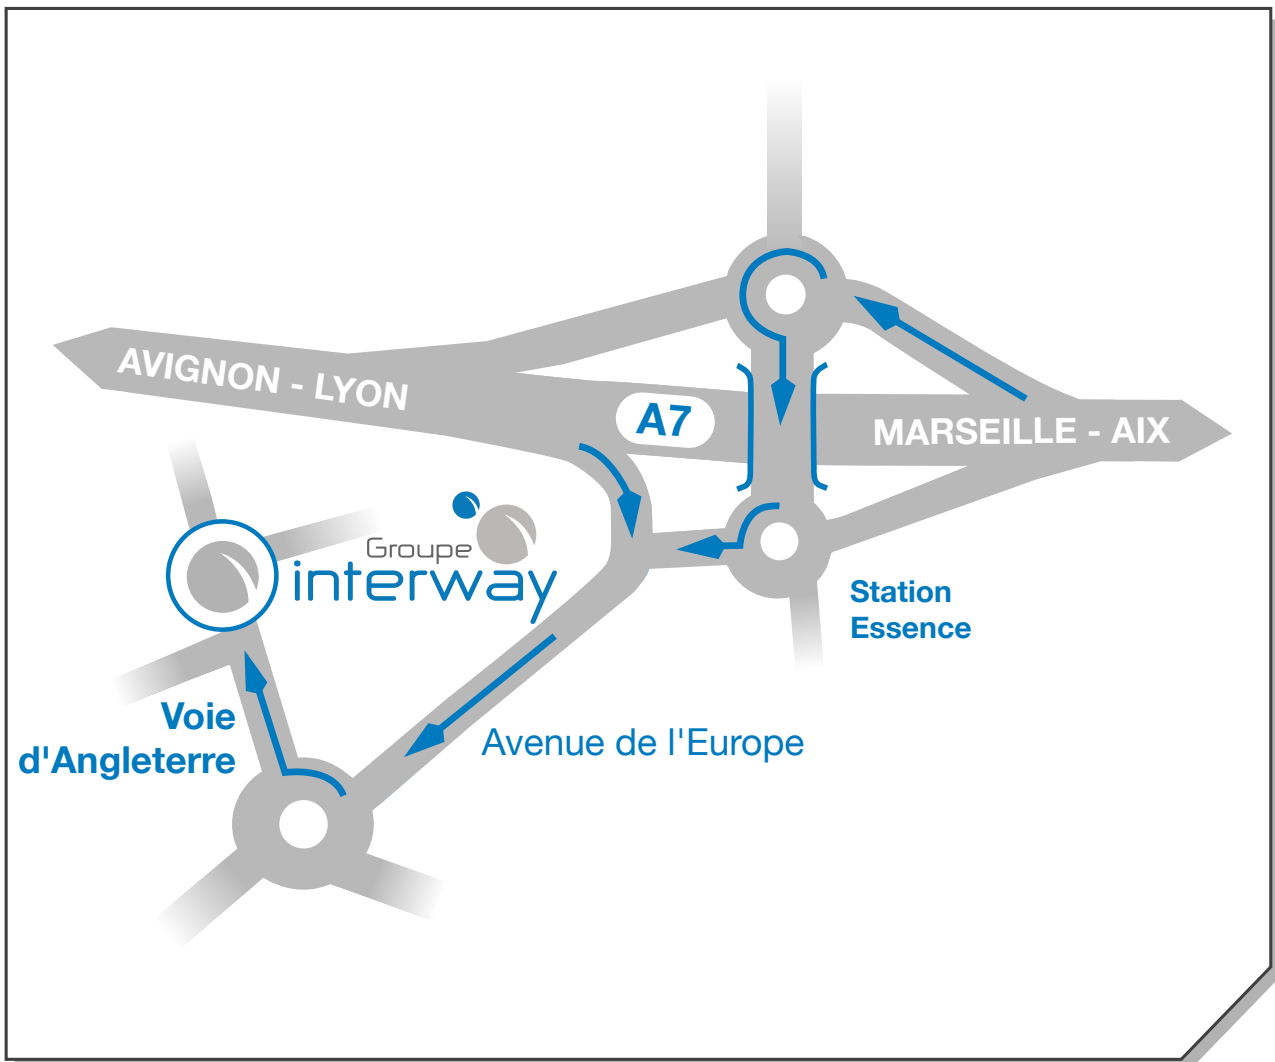 AVIGNON - LYON
A7
MARSEILLE - AIX
Groupe
interway
Station
Essence
Voie
d'Angleterre
Avenue de l'Europe